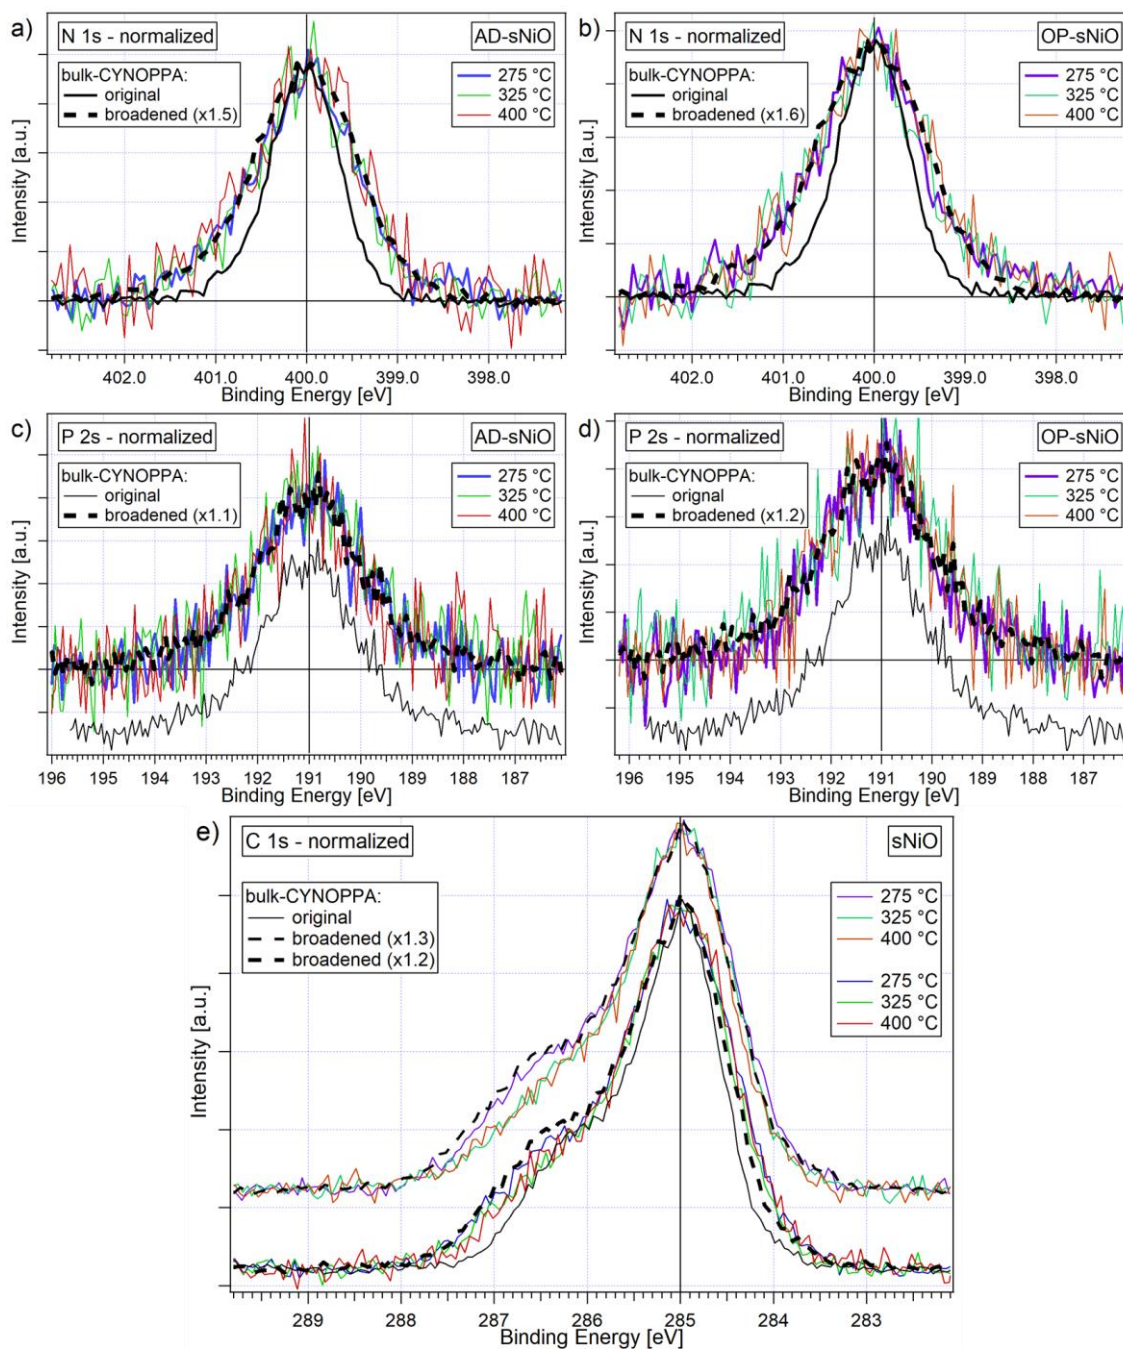 a)
N 1s - normalized
AD-sNiO
bulk-CYNOPPA:
original
broadened (x1.5)
275 °C
325 °C
400 °C
Intensity [a.u.]
402.0 401.0 400.0 399.0 398.0
Binding Energy [eV]
b)
N 1s - normalized
OP-sNiO
bulk-CYNOPPA:
original
broadened (x1.6)
275 °C
325 °C
400 °C
Intensity [a.u.]
402.0 401.0 400.0 399.0 398.0
Binding Energy [eV]
c)
P 2s - normalized
AD-sNiO
bulk-CYNOPPA:
original
broadened (x1.1)
275 °C
325 °C
400 °C
Intensity [a.u.]
196 195 194 193 192 191 190 189 188 187
Binding Energy [eV]
d)
P 2s - normalized
OP-sNiO
bulk-CYNOPPA:
orignal
broadened (x1.2)
275 °C
325 °C
400 °C
Intensity [a.u.]
196 195 194 193 192 191 190 189 188 187
Binding Energy [eV]
e)
C 1s - normalized
sNiO
bulk-CYNOPPA:
original
broadened (x1.3)
broadened (x1.2)
275 °C
325 °C
400 °C
275 °C
325 °C
400 °C
Intensity [a.u.]
289 288 287 286 285 284 283
Binding Energy [eV]